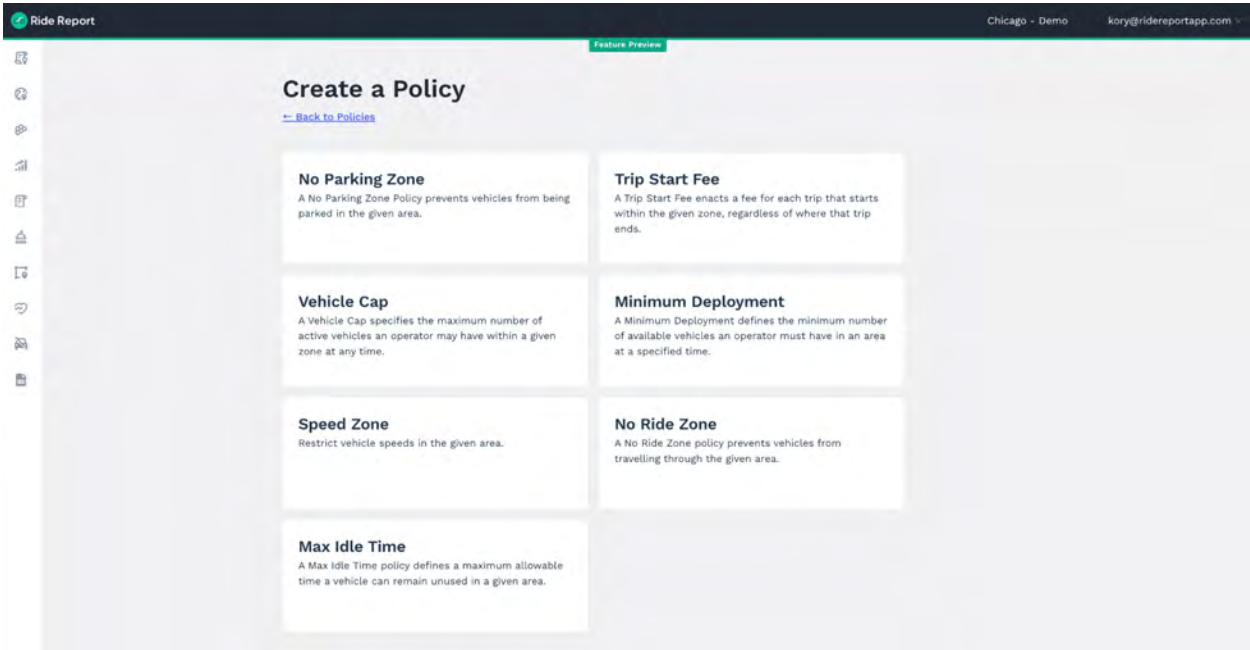 Ride Report
Chicago - Demo
kory@ridereportapp.com
Feature Preview
Create a Policy
← Back to Policies
No Parking Zone
A No Parking Zone Policy prevents vehicles from being
parked in the given area.
Trip Start Fee
A Trip Start Fee enacts a fee for each trip that starts
within the given zone, regardless of where that trip
ends.
Vehicle Cap
A Vehicle Cap specifies the maximum number of
active vehicles an operator may have within a given
zone at any time.
Minimum Deployment
A Minimum Deployment defines the minimum number
of available vehicles an operator must have in an area
at a specified time.
Speed Zone
Restrict vehicle speeds in the given area.
No Ride Zone
A No Ride Zone policy prevents vehicles from
travelling through the given area.
Max Idle Time
A Max Idle Time policy defines a maximum allowable
time a vehicle can remain unused in a given area.